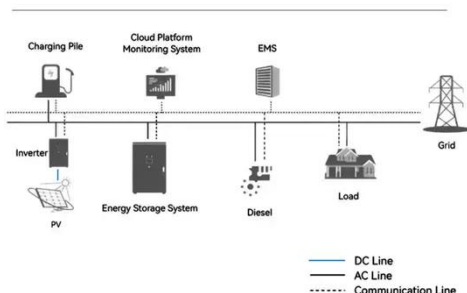 Charging Pile
Cloud Platform
Monitoring System
EMS
Grid
Inverter
PV
Energy Storage System
Diesel
Load
DC Line
AC Line
Communication Line